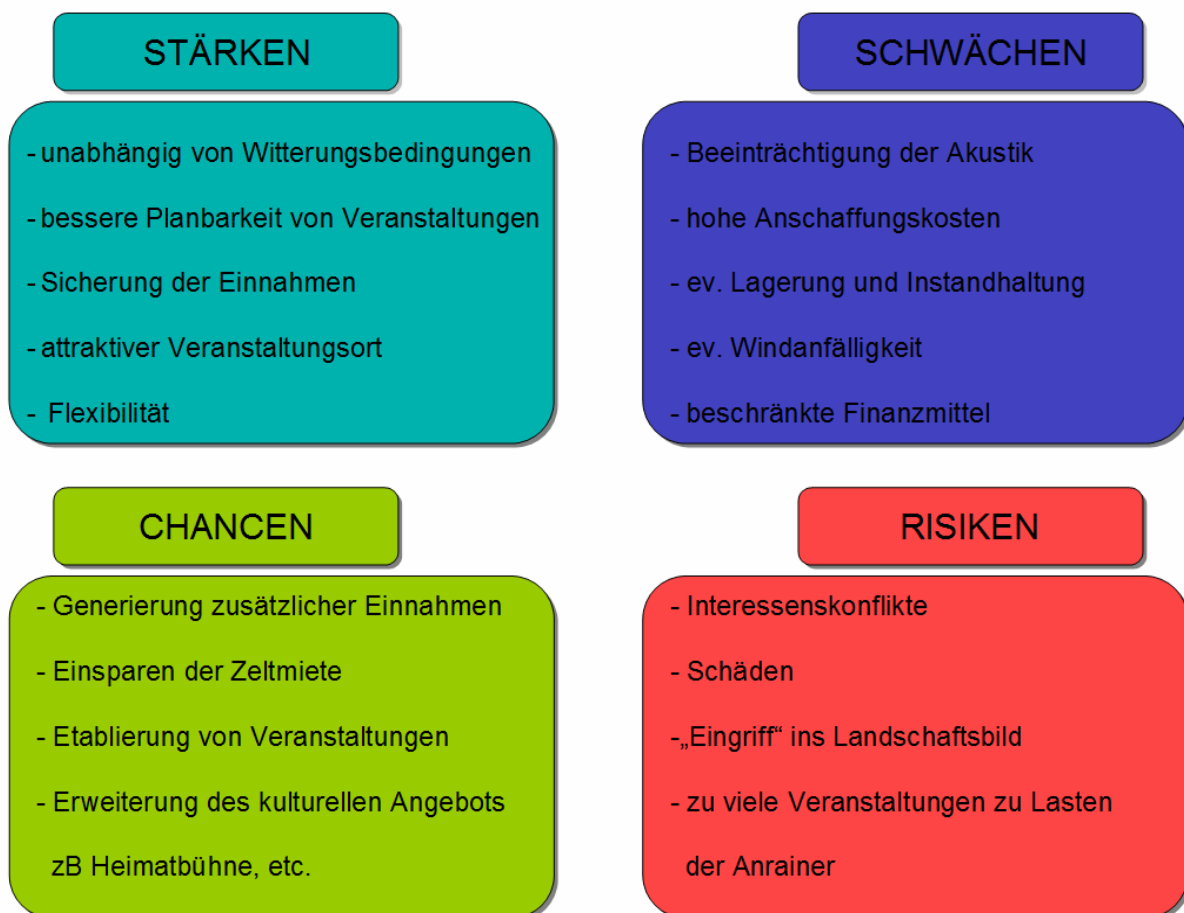 STÄRKEN
- unabhängig von Witterungsbedingungen
- bessere Planbarkeit von Veranstaltungen
- Sicherung der Einnahmen
- attraktiver Veranstaltungsort
- Flexibilität
SCHWÄCHEN
- Beeinträchtigung der Akustik
- hohe Anschaffungskosten
- ev. Lagerung und Instandhaltung
- ev. Windanfälligkeit
- beschränkte Finanzmittel
CHANCEN
- Generierung zusätzlicher Einnahmen
- Einsparen der Zeltmiete
- Etablierung von Veranstaltungen
- Erweiterung des kulturellen Angebots
zB Heimatbühne, etc.
RISIKEN
- Interessenskonflikte
- Schäden
-„Eingriff“ ins Landschaftsbild
- zu viele Veranstaltungen zu Lasten
der Anrainer